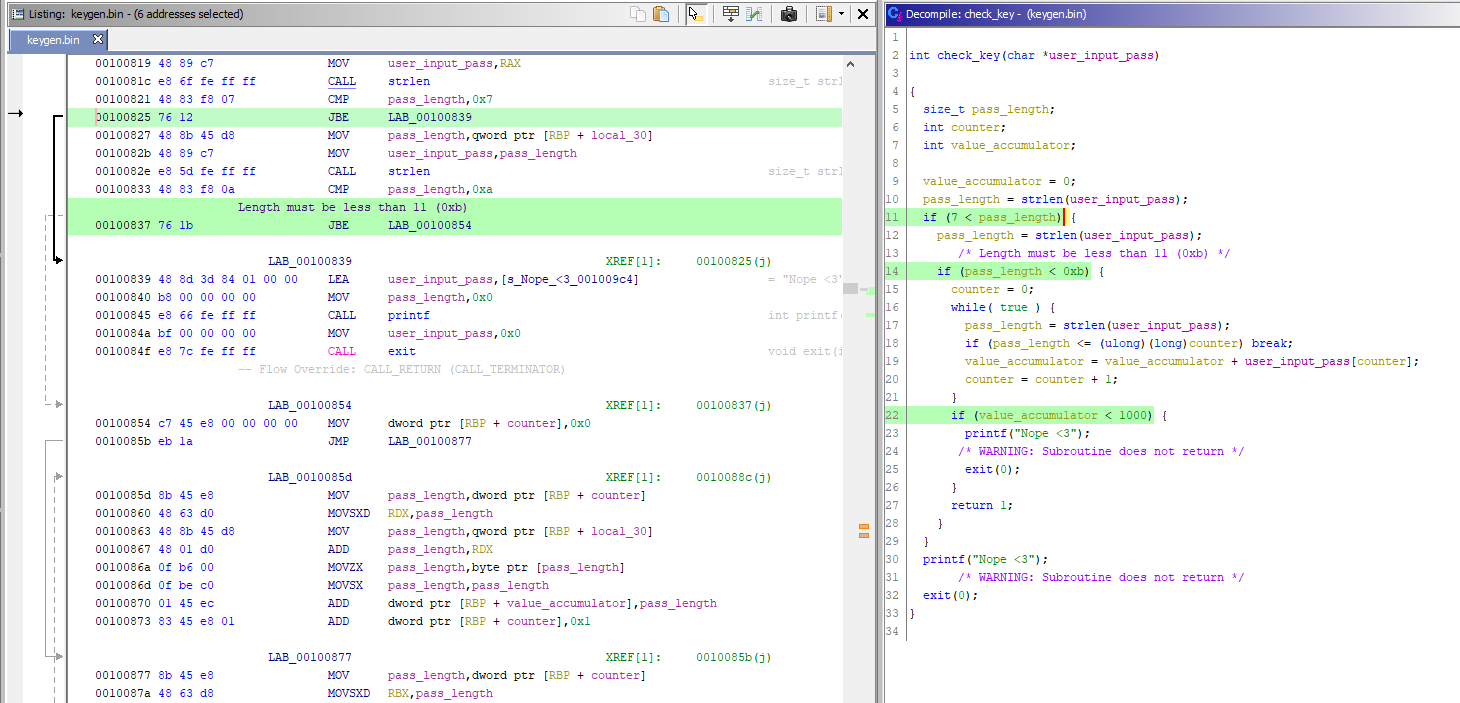 Listing: keygen.bin - (6 addresses selected)
keygen.bin
00100819 48 89 c7 MOV user_input_pass,RAX
0010081c e8 6f fe ff ff CALL strlen size_t strl
00100821 48 83 f8 07 CMP pass_length,0x7
00100825 76 12 JBE LAB_00100839
00100827 48 8b 45 d8 MOV pass_length,qword ptr [RBP + local_30]
0010082b 48 89 c7 MOV user_input_pass,pass_length
0010082e e8 5d fe ff ff CALL strlen size_t strl
00100833 48 83 f8 0a CMP pass_length,0xa
Length must be less than 11 (0xb)
00100837 76 1b JBE LAB_00100854
LAB_00100839 XREF[1]: 00100825(j)
00100839 48 8d 3d 84 01 00 00 LEA user_input_pass,[s_Nope_<3_001009c4] = "Nope <3"
00100840 b8 00 00 00 00 MOV pass_length,0x0
00100845 e8 66 fe ff ff CALL printf int printf(
0010084a bf 00 00 00 00 MOV user_input_pass,0x0
0010084f e8 7c fe ff ff CALL exit void exit(i
-- Flow Override: CALL_RETURN (CALL_TERMINATOR)
LAB_00100854 XREF[1]: 00100837(j)
00100854 c7 45 e8 00 00 00 00 MOV dword ptr [RBP + counter],0x0
0010085b eb 1a JMP LAB_00100877
LAB_0010085d XREF[1]: 0010088c(j)
0010085d 8b 45 e8 MOV pass_length,dword ptr [RBP + counter]
00100860 48 63 d0 MOVSXD RDX,pass_length
00100863 48 8b 45 d8 MOV pass_length,qword ptr [RBP + local_30]
00100867 48 01 d0 ADD pass_length,RDX
0010086a 0f b6 00 MOVZX pass_length,byte ptr [pass_length]
0010086d 0f be c0 MOVSX pass_length,pass_length
00100870 01 45 ec ADD dword ptr [RBP + value_accumulator],pass_length
00100873 83 45 e8 01 ADD dword ptr [RBP + counter],0x1
LAB_00100877 XREF[1]: 0010085b(j)
00100877 8b 45 e8 MOV pass_length,dword ptr [RBP + counter]
0010087a 48 63 d8 MOVSXD RBX,pass_length
Decompile: check_key - (keygen.bin)
1
2 int check_key(char *user_input_pass)
3
4 {
5 size_t pass_length;
6 int counter;
7 int value_accumulator;
8
9 value_accumulator = 0;
10 pass_length = strlen(user_input_pass);
11 if (7 < pass_length) {
12 pass_length = strlen(user_input_pass);
13 /* Length must be less than 11 (0xb) */
14 if (pass_length < 0xb) {
15 counter = 0;
16 while( true ) {
17 pass_length = strlen(user_input_pass);
18 if (pass_length <= (ulong)(long)counter) break;
19 value_accumulator = value_accumulator + user_input_pass[counter];
20 counter = counter + 1;
21 }
22 if (value_accumulator < 1000) {
23 printf("Nope <3");
24 /* WARNING: Subroutine does not return */
25 exit(0);
26 }
27 return 1;
28 }
29 }
30 printf("Nope <3");
31 /* WARNING: Subroutine does not return */
32 exit(0);
33 }
34